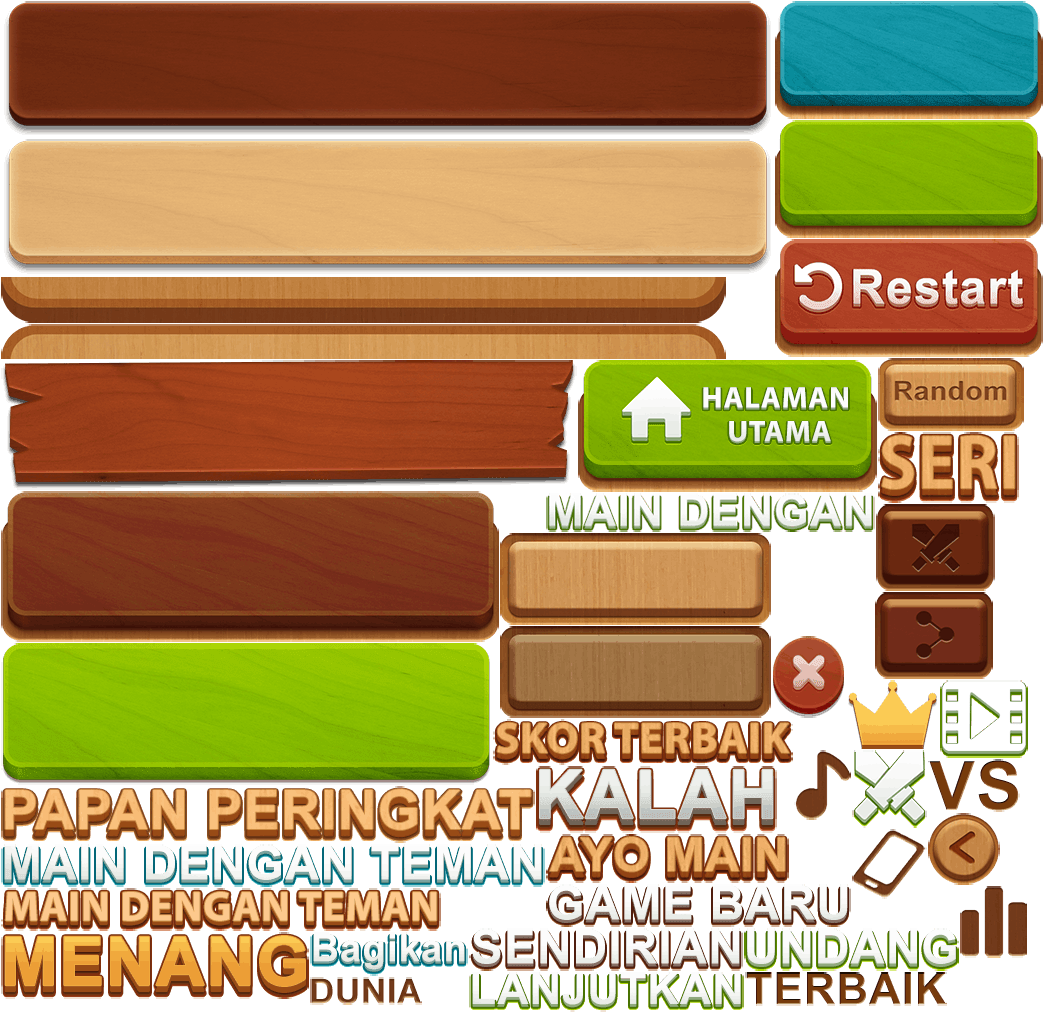 Restart
HALAMAN
UTAMA
Random
SERI
MAIN DENGAN
SKOR TERBAIK
KALAH
VS
PAPAN PERINGKAT
MAIN DENGAN TEMAN
AYO MAIN
MAIN DENGAN TEMAN
GAME BARU
MENANG
Bagikan
SENDIRIAN
UNDANG
DUNIA
LANJUTKAN
TERBAIK